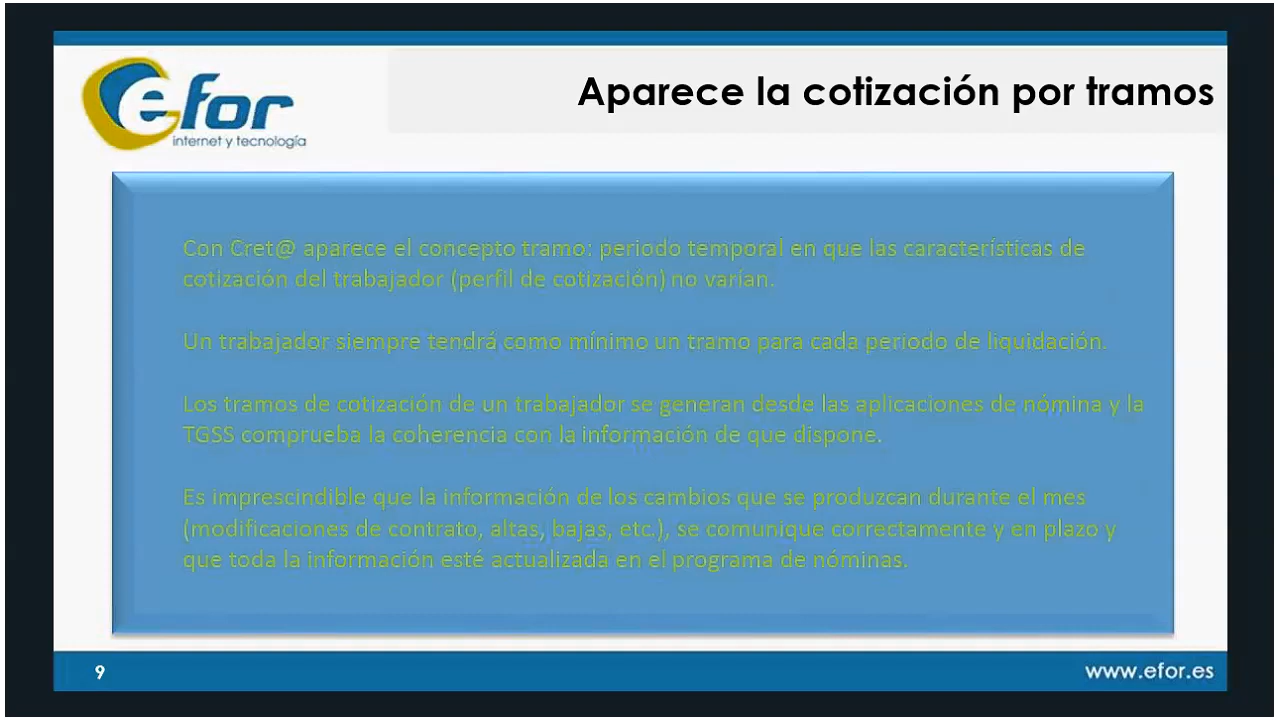 efor
internet y tecnología
Aparece la cotización por tramos
Con Cret@ aparece el concepto tramo: periodo temporal en que las características de
cotización del trabajador (perfil de cotización) no varían.
Un trabajador siempre tendrá como mínimo un tramo para cada periodo de liquidación.
Los tramos de cotización de un trabajador se generan desde las aplicaciones de nómina y la
TGSS comprueba la coherencia con la información de que dispone.
Es imprescindible que la información de los cambios que se produzcan durante el mes
(modificaciones de contrato, altas, bajas, etc.), se comunique correctamente y en plazo y
que toda la información esté actualizada en el programa de nóminas.
9
www.efor.es